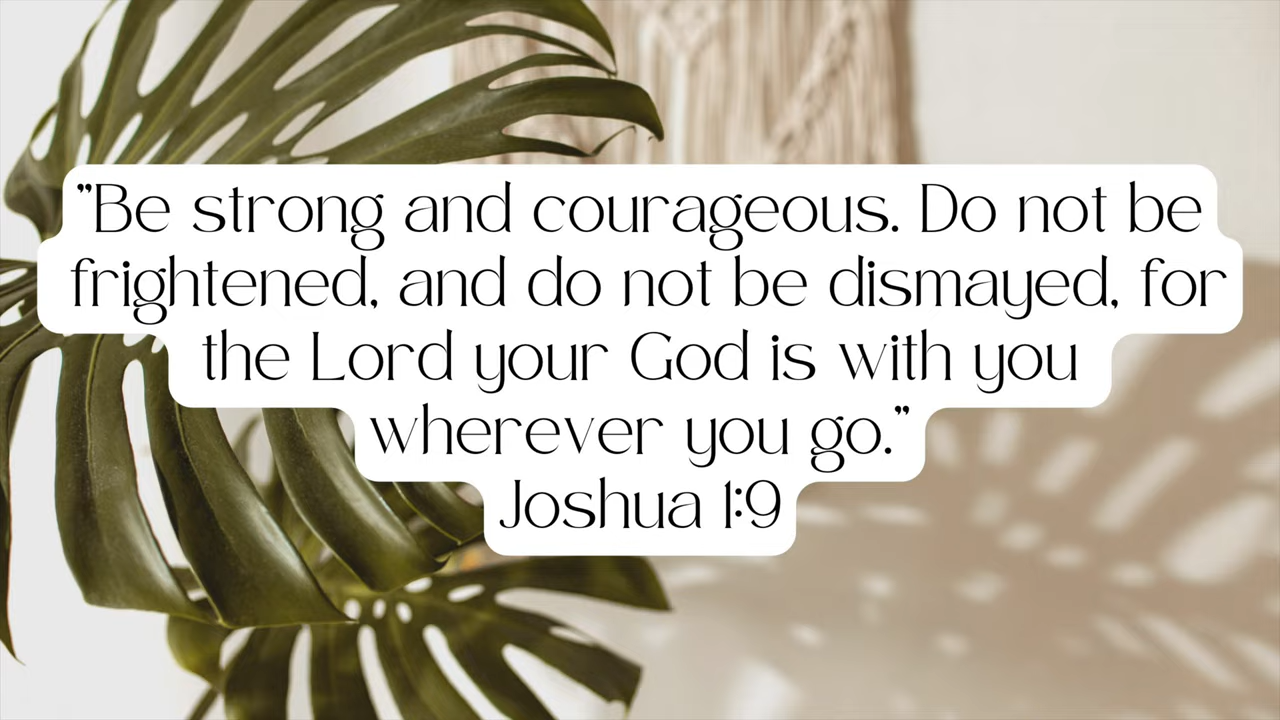 "Be strong and courageous. Do not be
frightened, and do not be dismayed, for
the Lord your God is with you
wherever you go."
Joshua 1:9